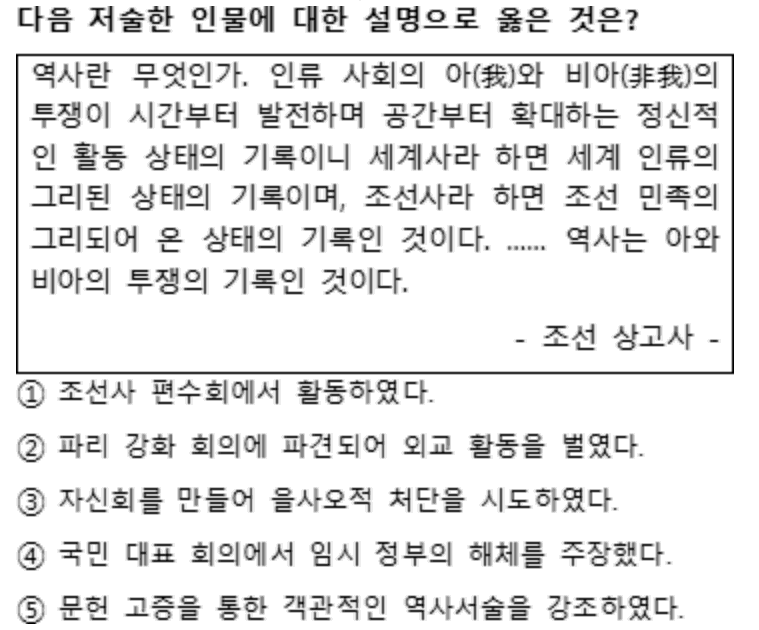 다음 저술한 인물에 대한 설명으로 옳은 것은?
역사란 무엇인가. 인류 사회의 아(我)와 비아(非我)의
투쟁이 시간부터 발전하며 공간부터 확대하는 정신적
인 활동 상태의 기록이니 세계사라 하면 세계 인류의
그리된 상태의 기록이며, 조선사라 하면 조선 민족의
그리되어 온 상태의 기록인 것이다. ...... 역사는 아와
비아의 투쟁의 기록인 것이다.
- 조선 상고사 -
① 조선사 편수회에서 활동하였다.
② 파리 강화 회의에 파견되어 외교 활동을 벌였다.
③ 자신회를 만들어 을사오적 처단을 시도하였다.
④ 국민 대표 회의에서 임시 정부의 해체를 주장했다.
⑤ 문헌 고증을 통한 객관적인 역사서술을 강조하였다.